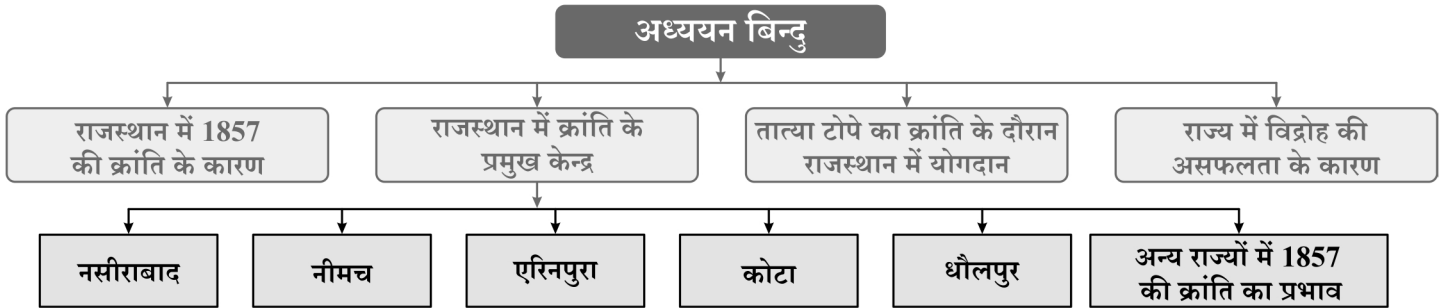 अध्ययन बिन्दु
राजस्थान में 1857
की क्रांति के कारण
राजस्थान में क्रांति के
प्रमुख केन्द्र
तात्या टोपे का क्रांति के दौरान
राजस्थान में योगदान
राज्य में विद्रोह की
असफलता के कारण
नसीराबाद
नीमच
एरिनपुरा
कोटा
धौलपुर
अन्य राज्यों में 1857
की क्रांति का प्रभाव